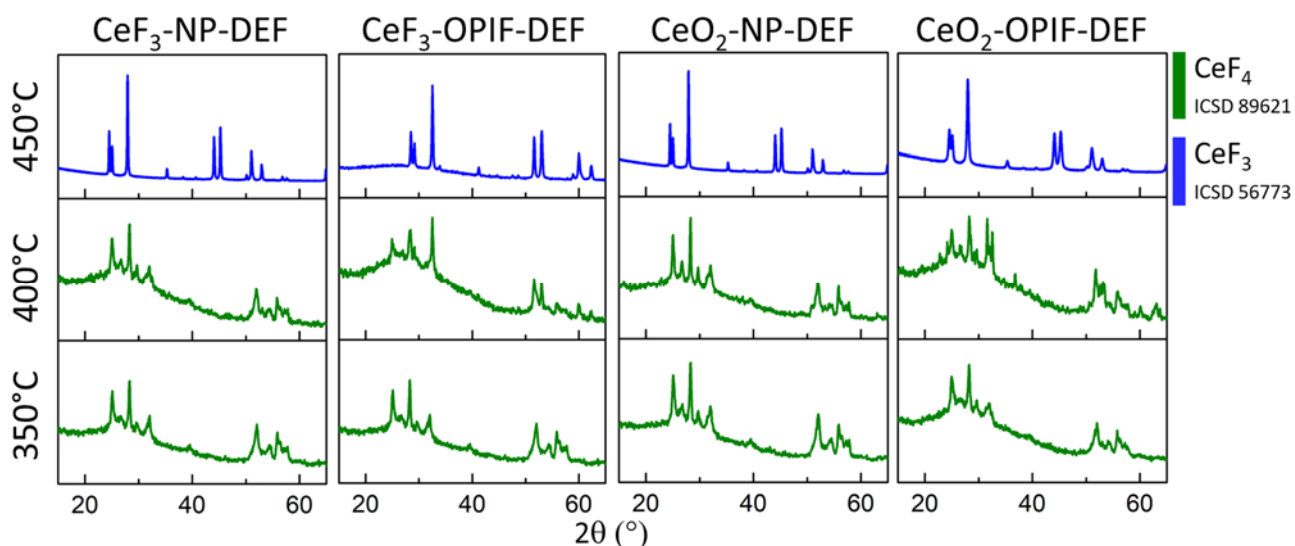 CeF₃-NP-DEF CeF₃-OPIF-DEF CeO₂-NP-DEF CeO₂-OPIF-DEF
450°C
400°C
350°C
CeF₄
ICSD 89621
CeF₃
ICSD 56773
20 40 60 20 40 60 20 40 60 20 40 60
2θ (°)